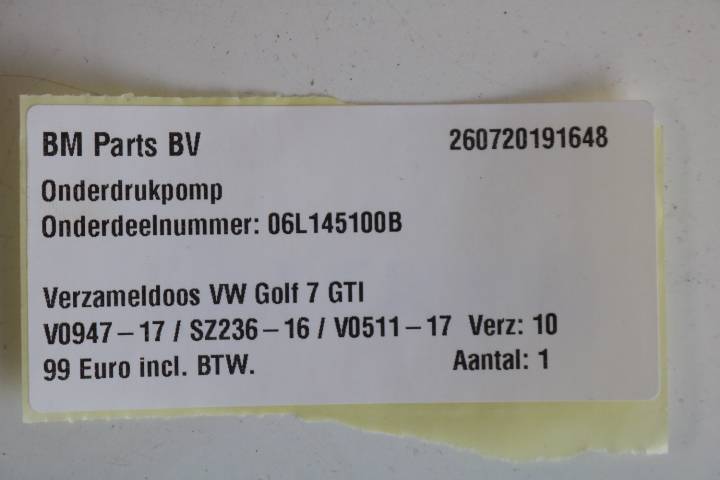 BM Parts BV 260720191648
Onderdrukpomp
Onderdeelnummer: 06L145100B
Verzameldoos VW Golf 7 GTI
V0947-17 / SZ236-16 / V0511-17 Verz: 10
99 Euro incl. BTW. Aantal: 1